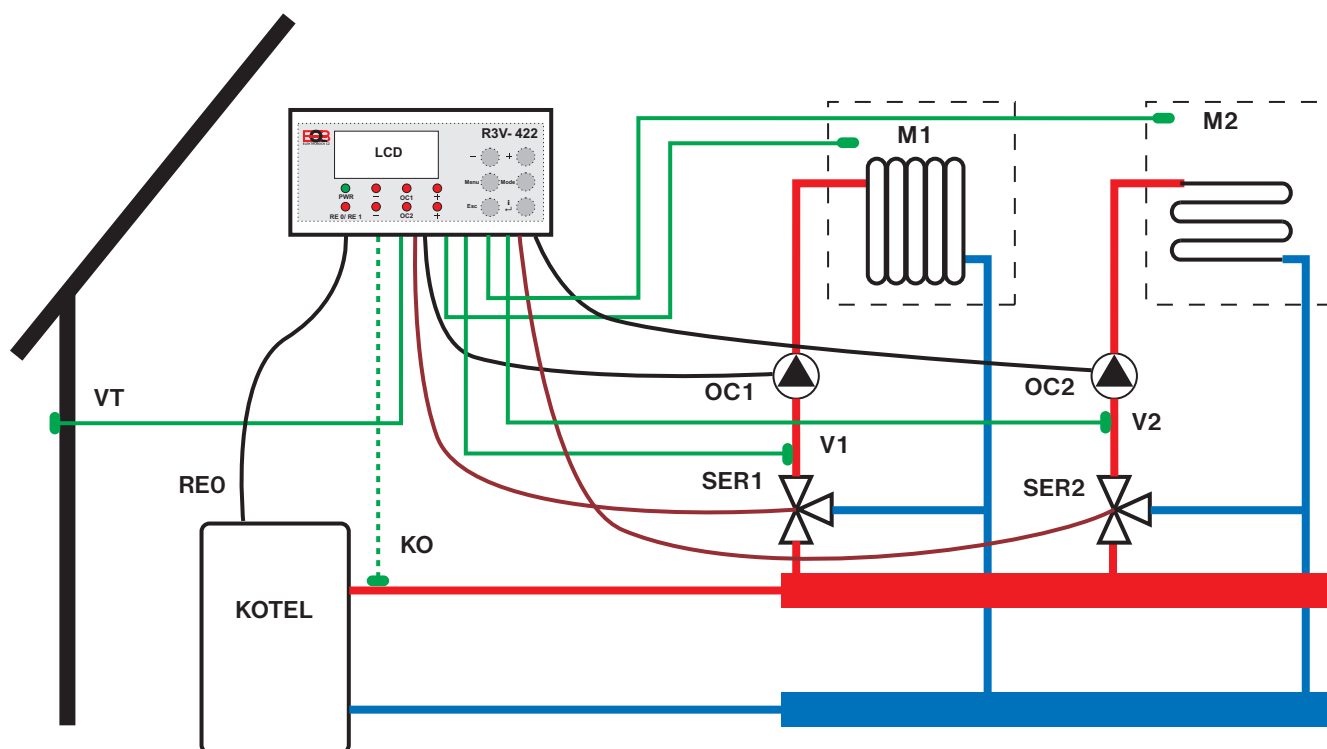 R3V- 422
EOB
LCD
PWR
−
OC1
+
RE 0/ RE 1
−
OC2
+
−
+
Menu
Mode
Esc
i
M1
M2
VT
OC1
OC2
V1
V2
SER1
SER2
RE0
KO
KOTEL